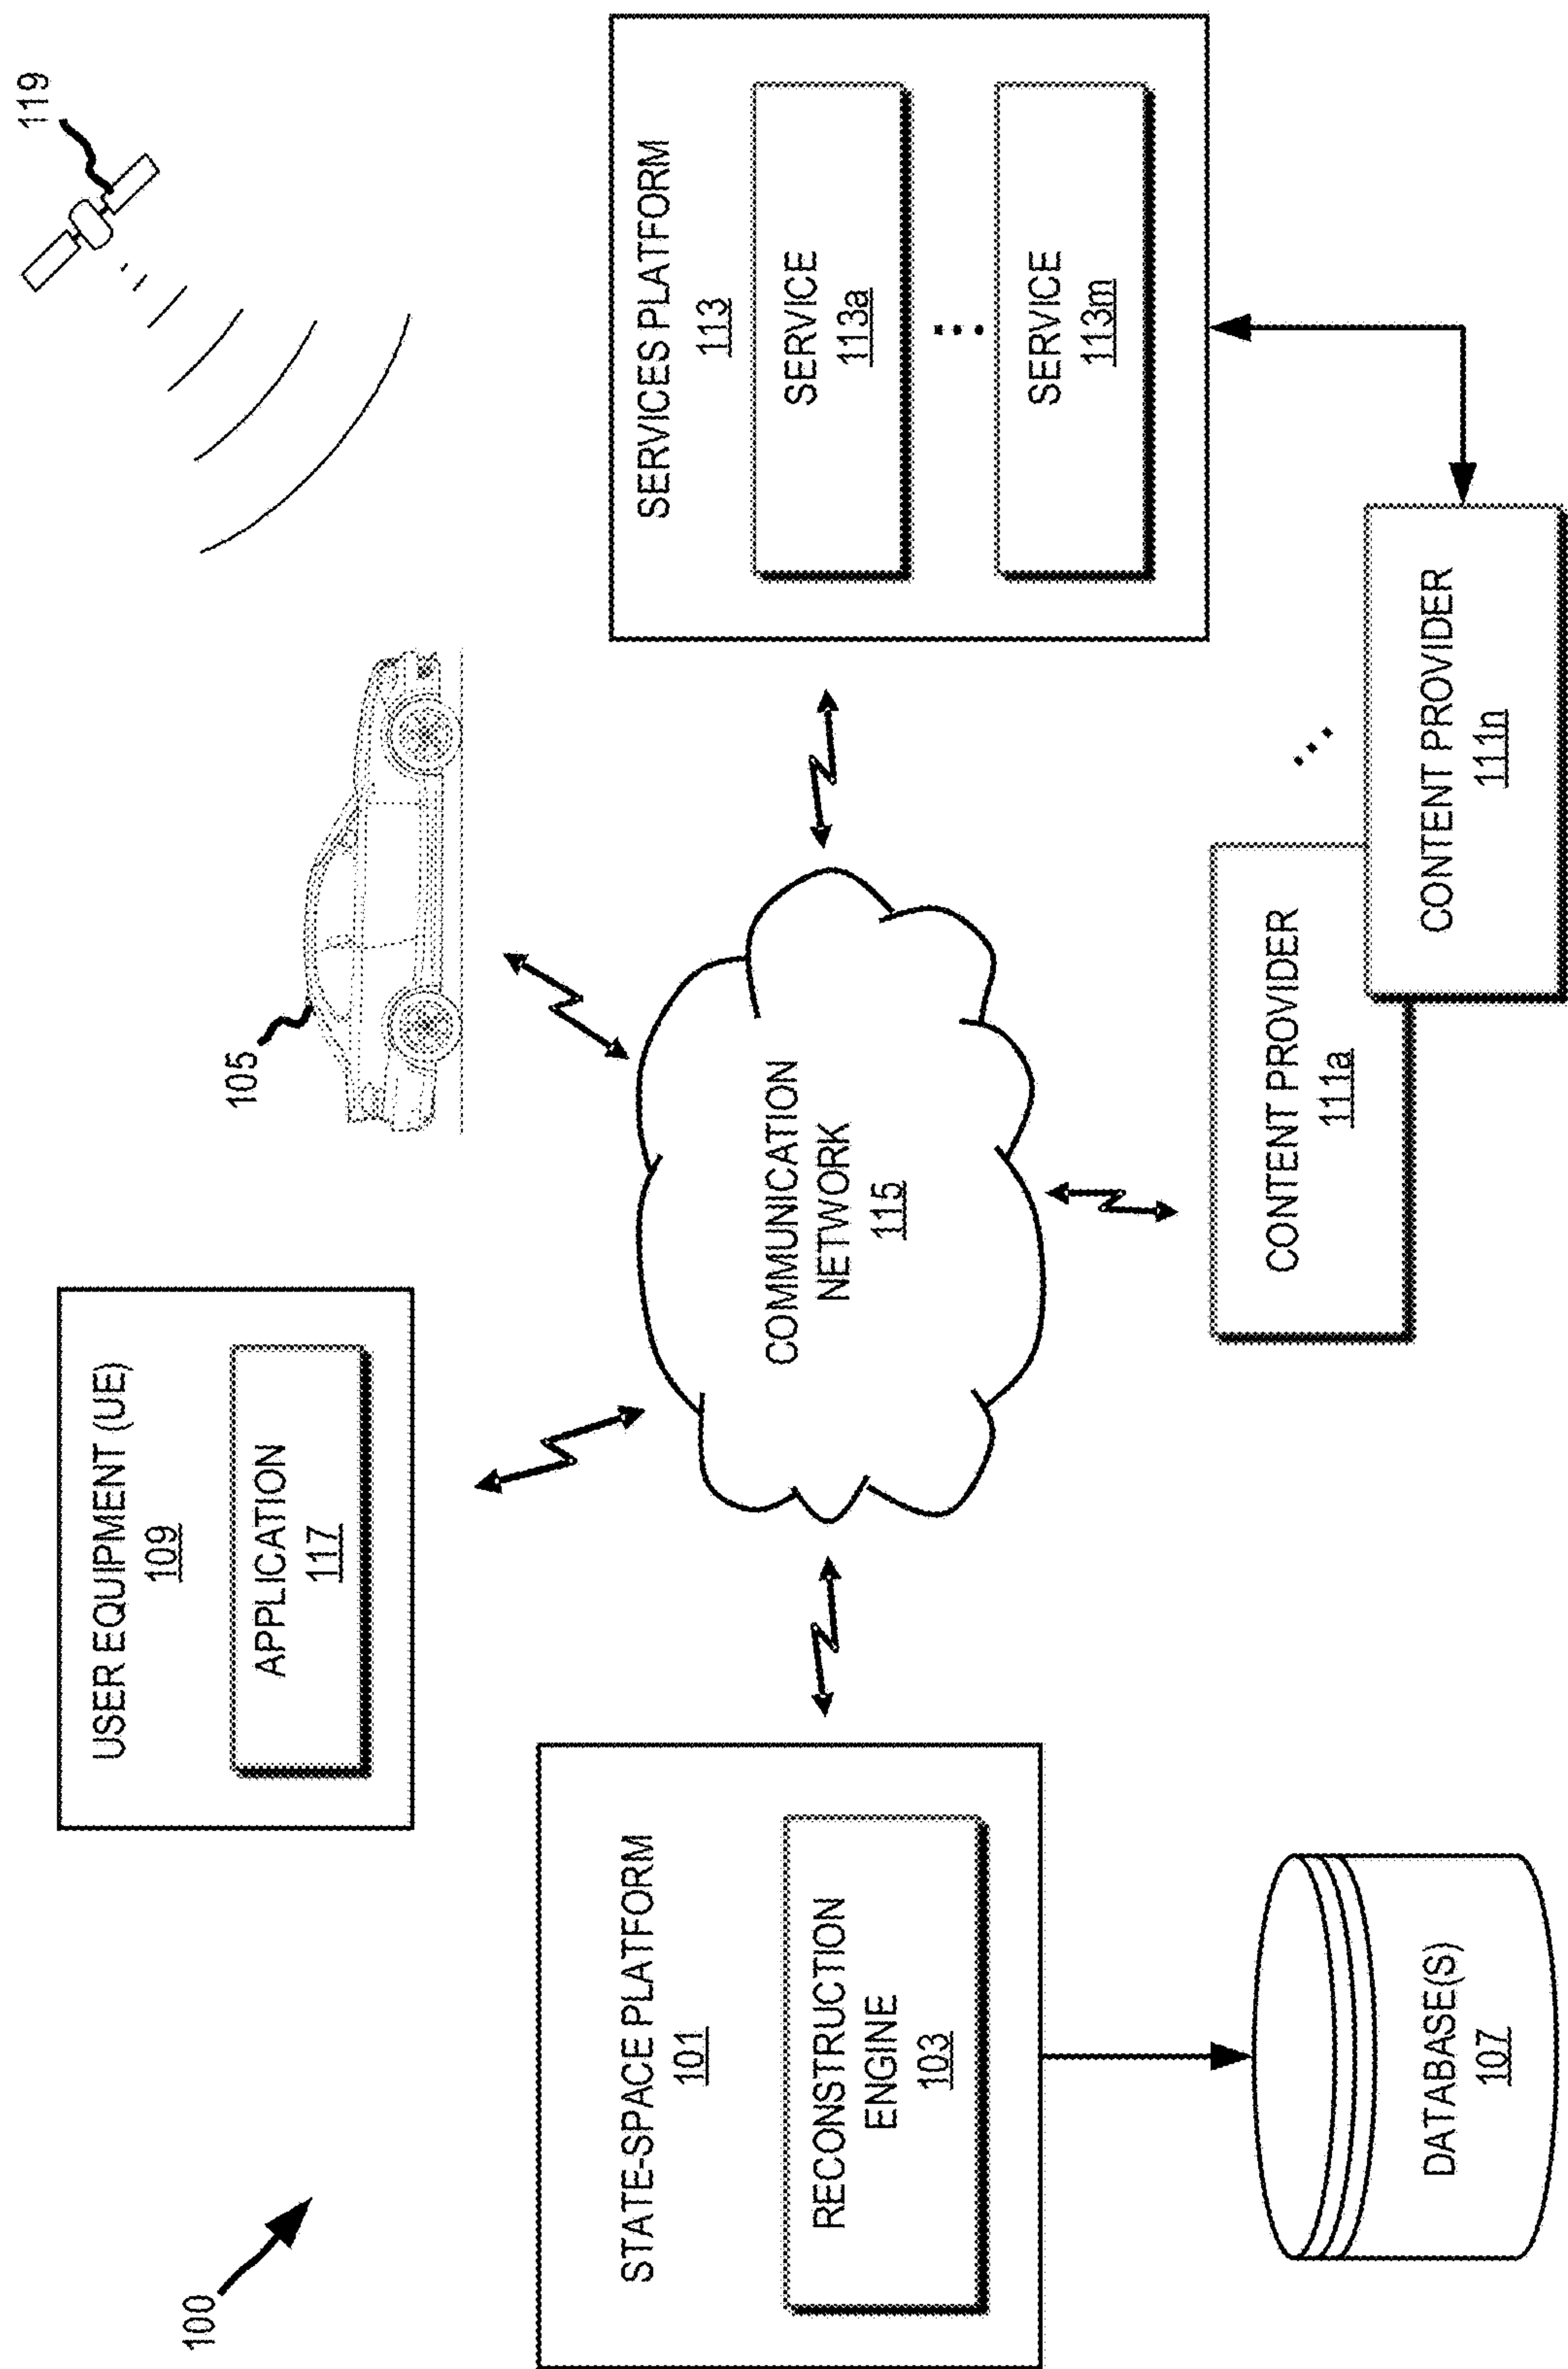 100
USER EQUIPMENT (UE)
109
APPLICATION
117
105
119
STATE-SPACE PLATFORM
101
RECONSTRUCTION
ENGINE
103
COMMUNICATION
NETWORK
115
SERVICES PLATFORM
113
SERVICE
113a
SERVICE
113m
DATABASE(S)
107
CONTENT PROVIDER
111a
CONTENT PROVIDER
111n